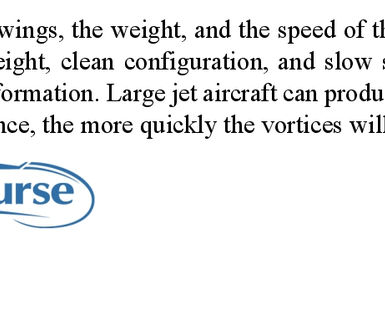 wings, the weight, and the speed of th
eight, clean configuration, and slow s
formation. Large jet aircraft can produ
nce, the more quickly the vortices will
urse